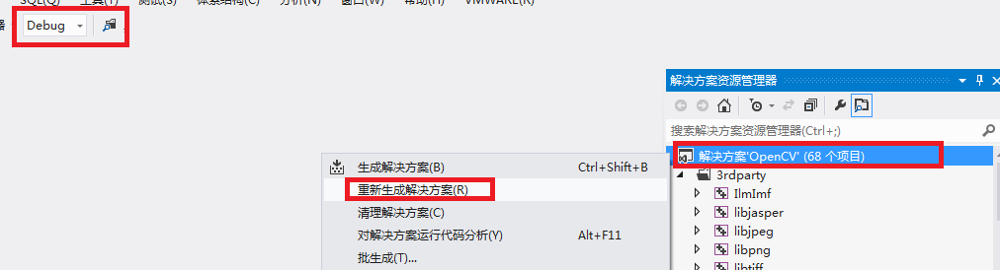 SQL(Q) 工具(T) 测试(S) 体系结构(C) 分析(N) 窗口(W) 帮助(H) VMWARE(R)
器 Debug
解决方案资源管理器
搜索解决方案资源管理器(Ctrl+;)
解决方案'OpenCV' (68 个项目)
3rdparty
IlmImf
libjasper
libjpeg
libpng
libtiff
生成解决方案(B) Ctrl+Shift+B
重新生成解决方案(R)
清理解决方案(C)
对解决方案运行代码分析(Y) Alt+F11
批生成(T)...